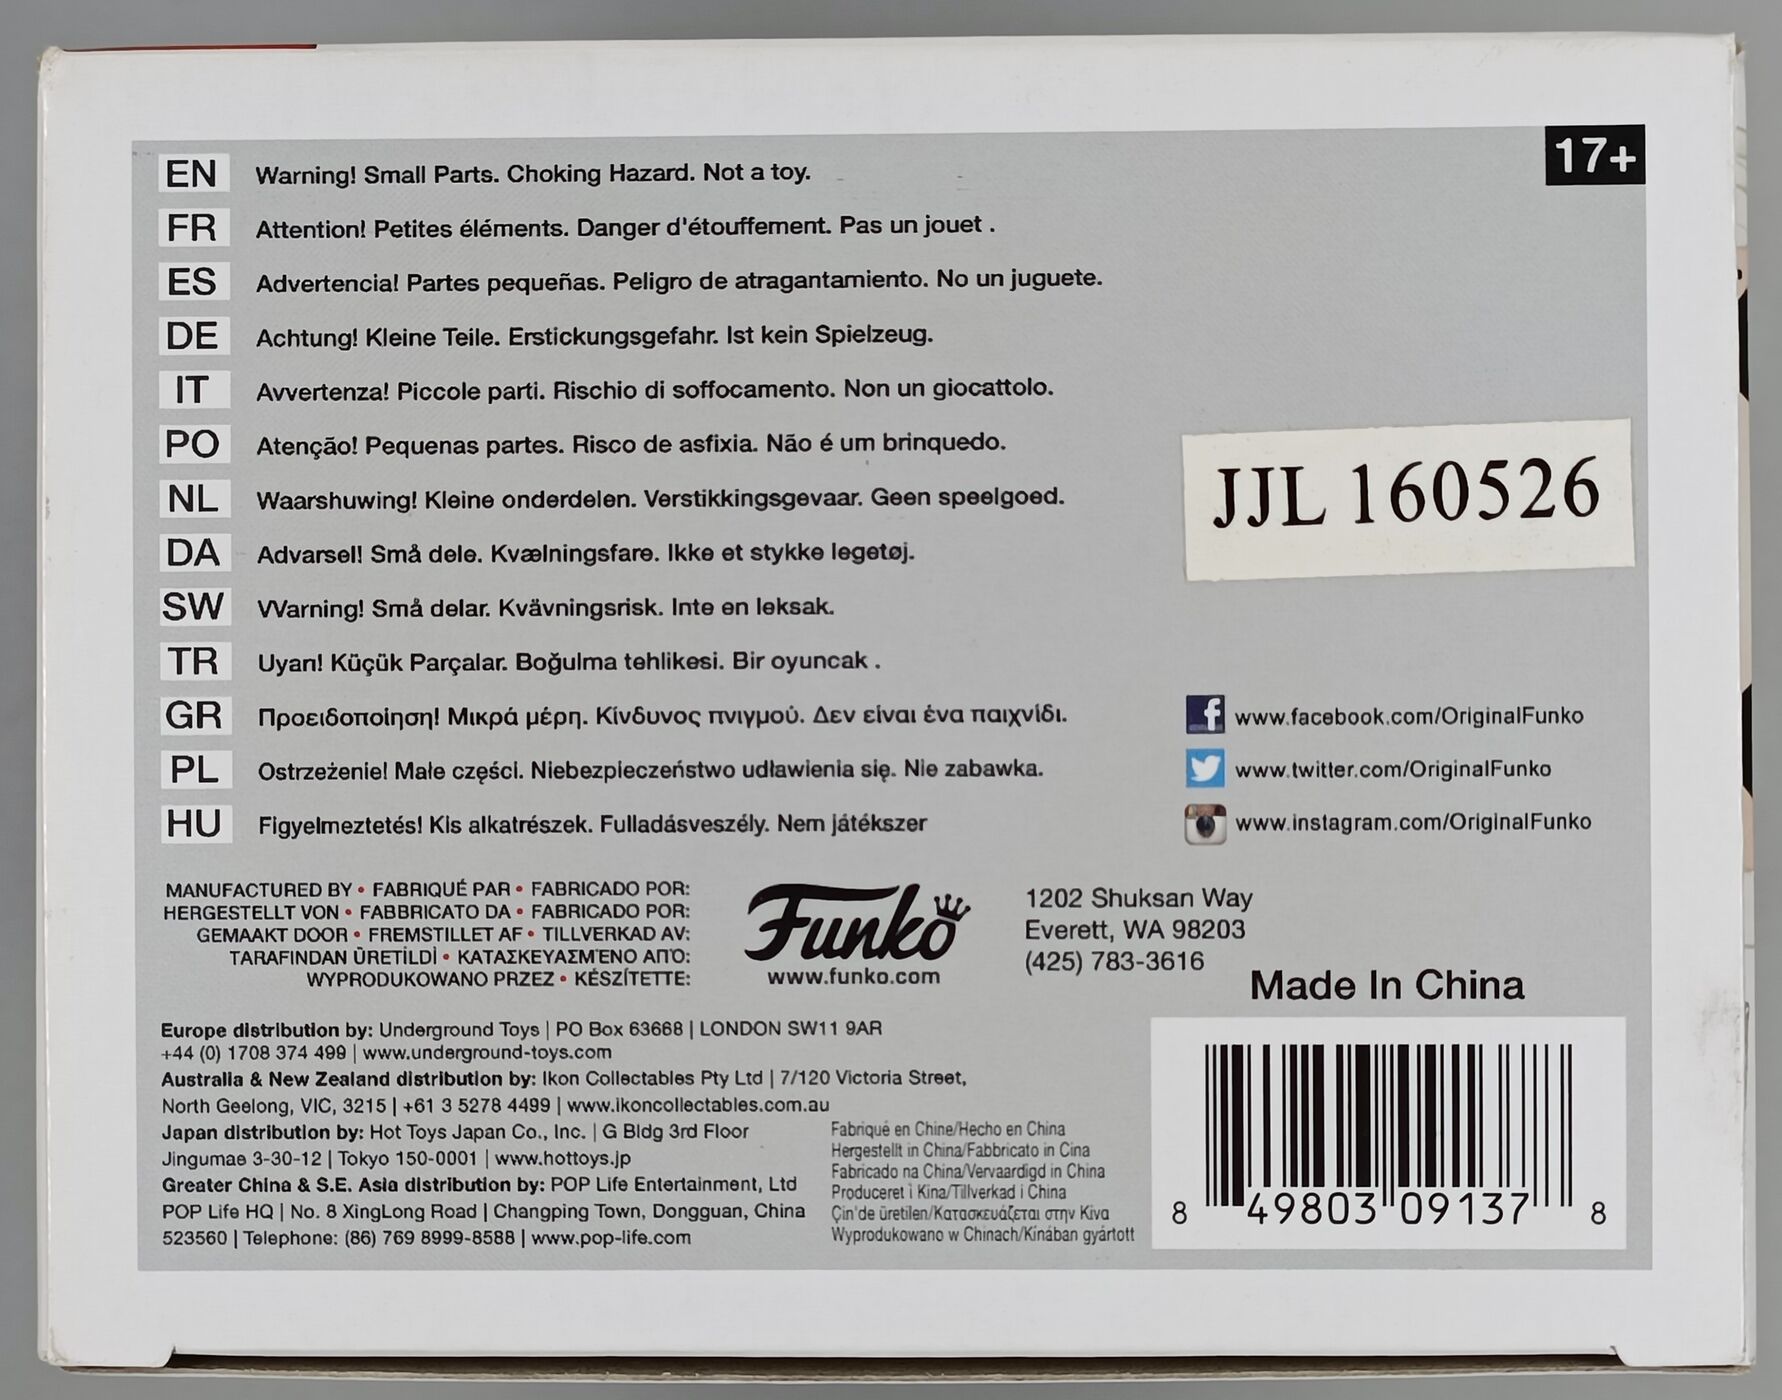 17+
EN Warning! Small Parts. Choking Hazard. Not a toy.
FR Attention! Petites éléments. Danger d'étouffement. Pas un jouet .
ES Advertencia! Partes pequeñas. Peligro de atragantamiento. No un juguete.
DE Achtung! Kleine Teile. Erstickungsgefahr. Ist kein Spielzeug.
IT Avvertenza! Piccole parti. Rischio di soffocamento. Non un giocattolo.
PO Atenção! Pequenas partes. Risco de asfixia. Não é um brinquedo.
NL Waarshuwing! Kleine onderdelen. Verstikkingsgevaar. Geen speelgoed.
DA Advarsel! Små dele. Kvælningsfare. Ikke et stykke legetøj.
SW Warning! Små delar. Kvävningsrisk. Inte en leksak.
TR Uyan! Küçük Parçalar. Boğulma tehlikesi. Bir oyuncak .
GR Προειδοποίηση! Μικρά μέρη. Κίνδυνος πνιγμού. Δεν είναι ένα παιχνίδι.
PL Ostrzeżenie! Małe części. Niebezpieczeństwo udławienia się. Nie zabawka.
HU Figyelmeztetés! Kis alkatrészek. Fulladásveszély. Nem játékszer
JJL 160526
www.facebook.com/OriginalFunko
www.twitter.com/OriginalFunko
www.instagram.com/OriginalFunko
MANUFACTURED BY • FABRIQUÉ PAR • FABRICADO POR:
HERGESTELLT VON • FABBRICATO DA • FABRICADO POR:
GEMAAKT DOOR • FREMSTILLET AF • TILLVERKAD AV:
TARAFINDAN ÜRETİLDİ • ΚΑΤΑΣΚΕΥΑΣΜΈΝΟ ΑΠΌ:
WYPRODUKOWANO PRZEZ • KÉSZÍTETTE:
Funko
www.funko.com
1202 Shuksan Way
Everett, WA 98203
(425) 783-3616
Made In China
Europe distribution by: Underground Toys | PO Box 63668 | LONDON SW11 9AR
+44 (0) 1708 374 499 | www.underground-toys.com
Australia & New Zealand distribution by: Ikon Collectables Pty Ltd | 7/120 Victoria Street,
North Geelong, VIC, 3215 | +61 3 5278 4499 | www.ikoncollectables.com.au
Japan distribution by: Hot Toys Japan Co., Inc. | G Bldg 3rd Floor
Jingumae 3-30-12 | Tokyo 150-0001 | www.hottoys.jp
Greater China & S.E. Asia distribution by: POP Life Entertainment, Ltd
POP Life HQ | No. 8 XingLong Road | Changping Town, Dongguan, China
523560 | Telephone: (86) 769 8999-8588 | www.pop-life.com
Fabriqué en Chine/Hecho en China
Hergestellt in China/Fabbricato in Cina
Fabricado na China/Vervaardigd in China
Produceret i Kina/Tillverkad i China
Çin'de üretilen/Κατασκευάζεται στην Κίνα
Wyprodukowano w Chinach/Kínában gyártott
8 49803 09137 8